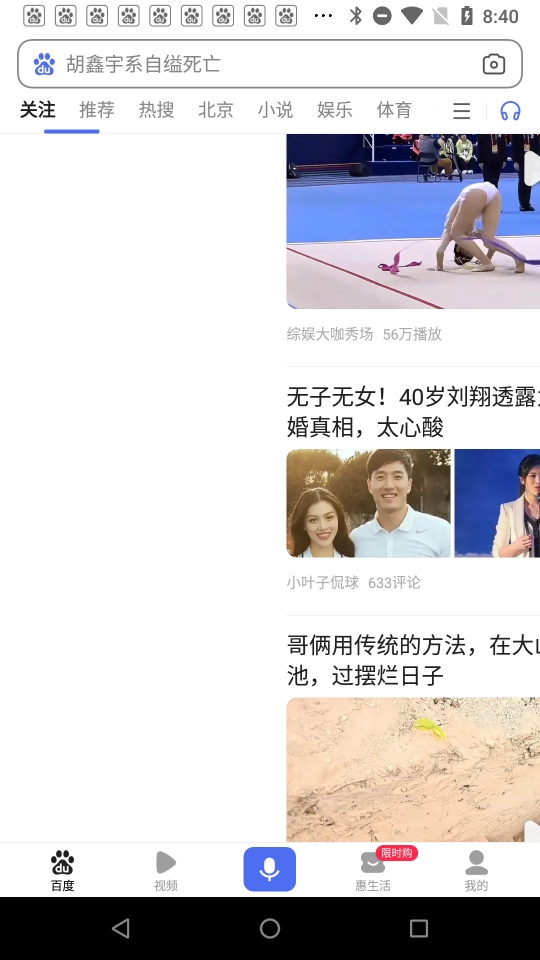 8:40
du 胡鑫宇系自缢死亡
关注 推荐 热搜 北京 小说 娱乐 体育
综娱大咖秀场 56万播放
无子无女！40岁刘翔透露
婚真相，太心酸
小叶子侃球 633评论
哥俩用传统的方法，在大山
池，过摆烂日子
限时购
百度 视频 惠生活 我的